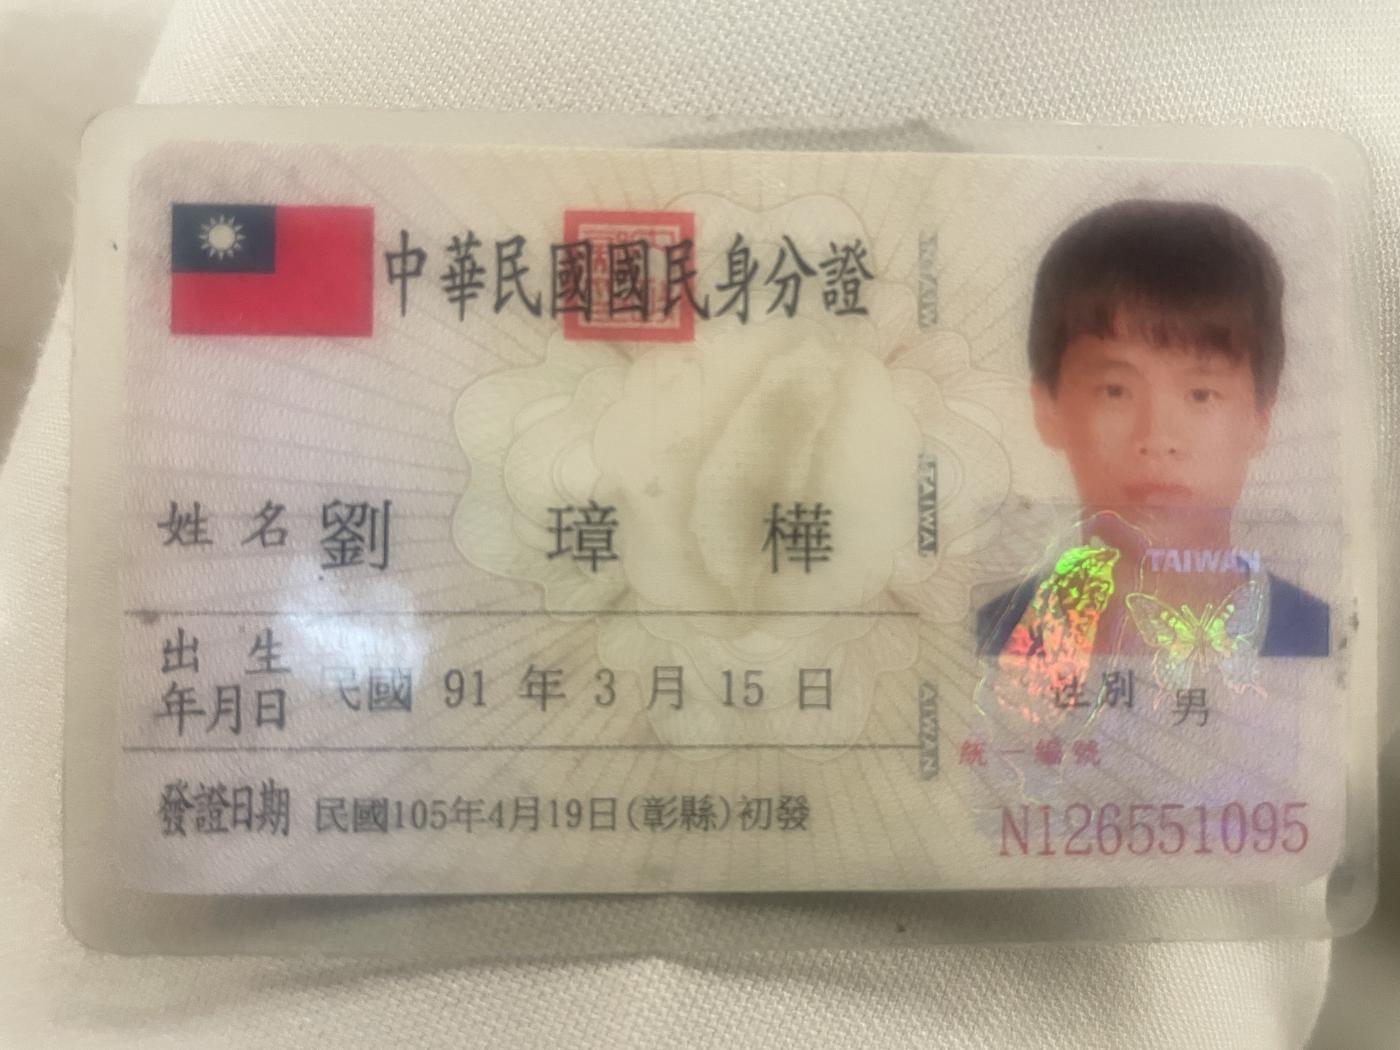 中華民國國民身分證
姓名 劉璋樺
出生年月日 民國 91 年 3 月 15 日
發證日期 民國105年4月19日(彰縣)初發
TAIWAN
性別 男
統一編號
N126551095